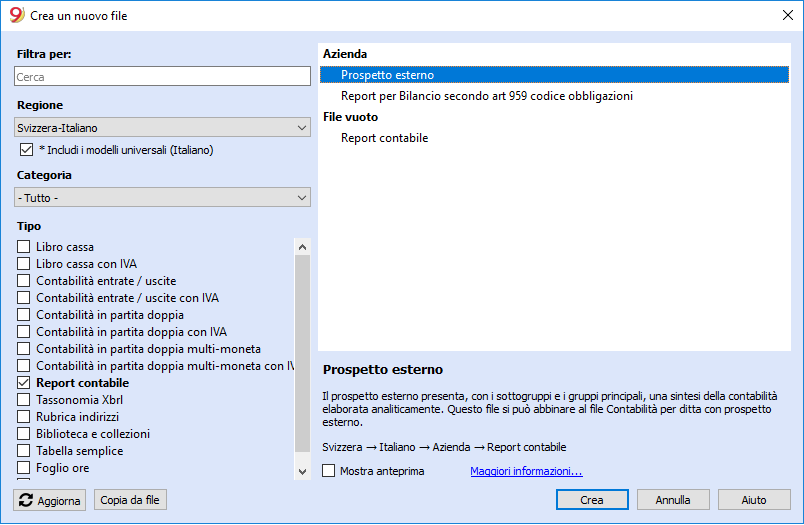 Crea un nuovo file
Filtra per:
Cerca
Regione
Svizzera-Italiano
* Includi i modelli universali (Italiano)
Categoria
- Tutto -
Tipo
Libro cassa
Libro cassa con IVA
Contabilità entrate / uscite
Contabilità entrate / uscite con IVA
Contabilità in partita doppia
Contabilità in partita doppia con IVA
Contabilità in partita doppia multi-moneta
Contabilità in partita doppia multi-moneta con IV
Report contabile
Tassonomia Xbrl
Rubrica indirizzi
Biblioteca e collezioni
Tabella semplice
Foglio ore
Aggiorna
Copia da file
Azienda
Prospetto esterno
Report per Bilancio secondo art 959 codice obbligazioni
File vuoto
Report contabile
Prospetto esterno
Il prospetto esterno presenta, con i sottogruppi e i gruppi principali, una sintesi della contabilità
elaborata analiticamente. Questo file si può abbinare al file Contabilità per ditta con prospetto
esterno.
Svizzera → Italiano → Azienda → Report contabile
Mostra anteprima
Maggiori informazioni...
Crea
Annulla
Aiuto